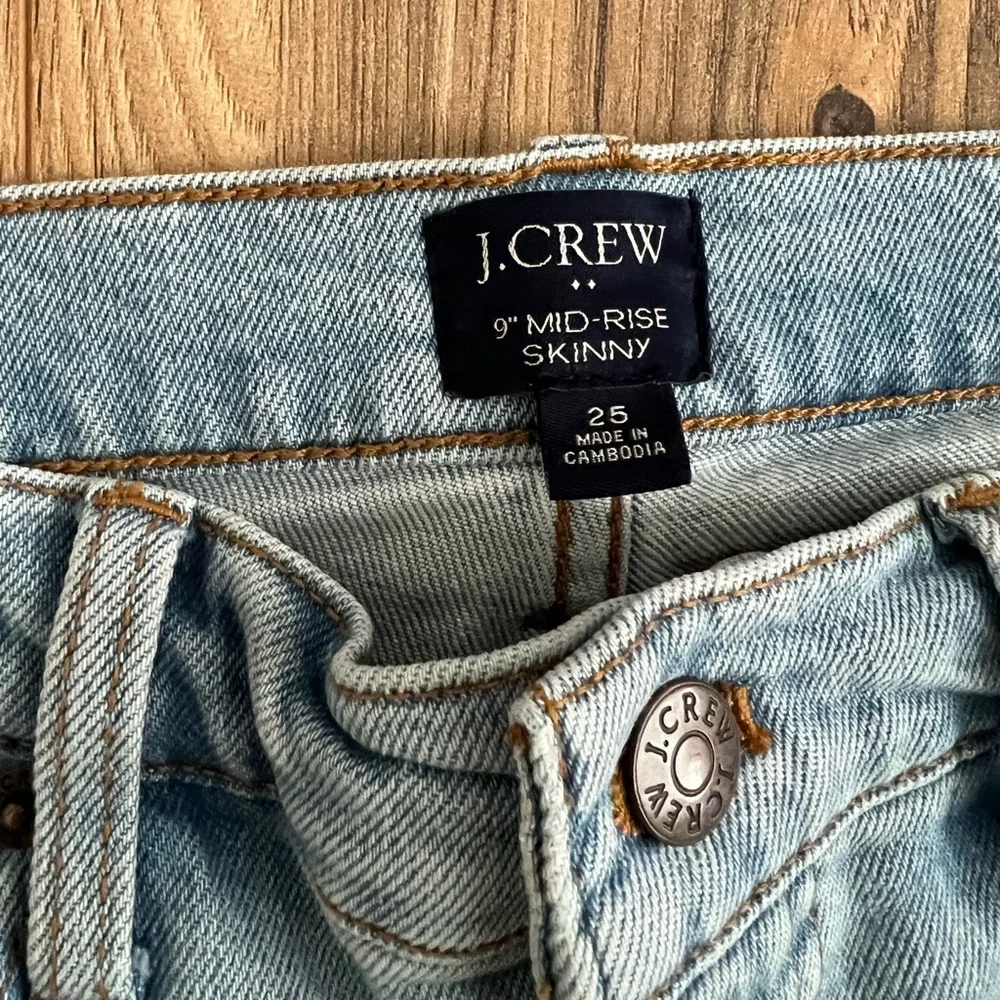 J.CREW
9" MID-RISE
SKINNY
25
MADE IN
CAMBODIA
J.CREW J.CREW